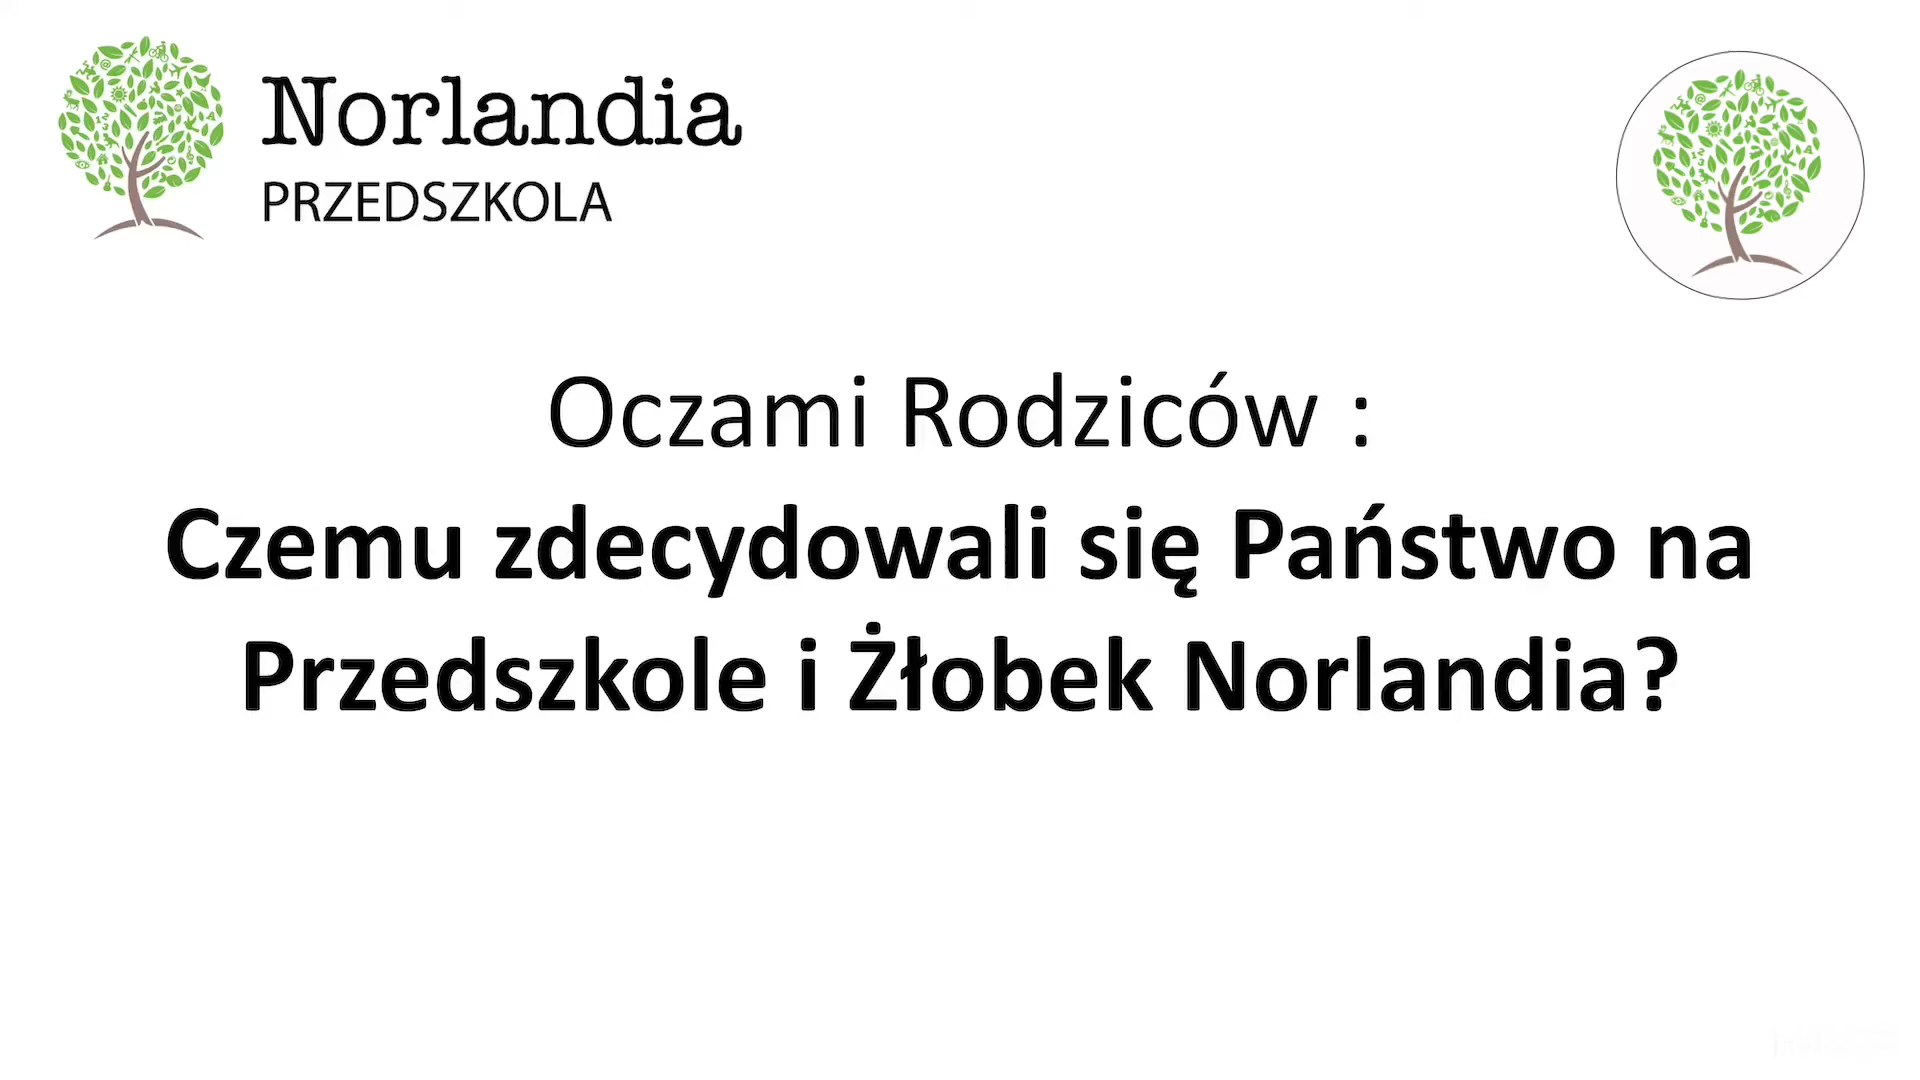 Norlandia
PRZEDSZKOLA
Oczami Rodziców :
Czemu zdecydowali się Państwo na
Przedszkole i Żłobek Norlandia?